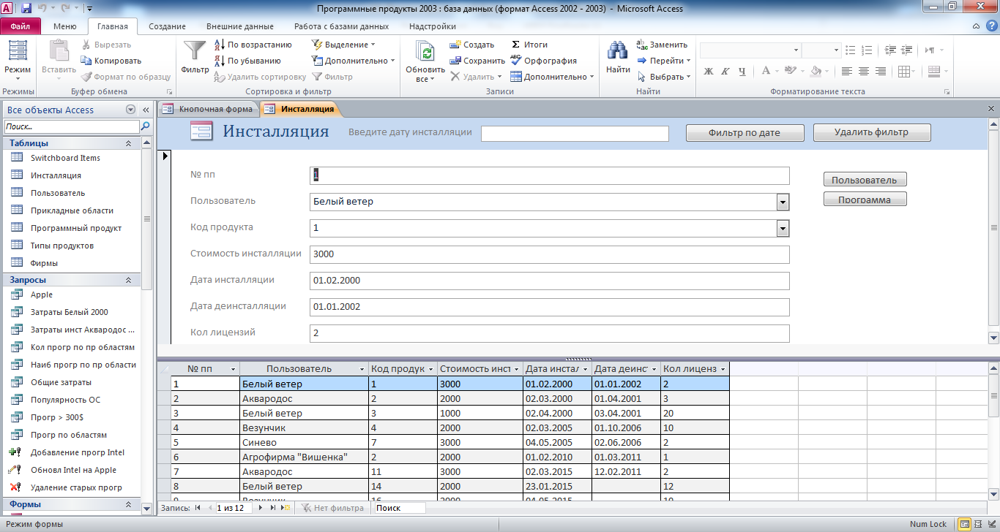 Программные продукты 2003 : база данных (формат Access 2002 - 2003) - Microsoft Access
Файл Меню Главная Создание Внешние данные Работа с базами данных Надстройки
Режим
Режимы
Вставить
Вырезать
Копировать
Формат по образцу
Буфер обмена
Фильтр
По возрастанию
По убыванию
Удалить сортировку
Выделение
Дополнительно
Фильтр
Сортировка и фильтр
Обновить все
Создать
Сохранить
Удалить
Σ Итоги
Орфография
Дополнительно
Записи
Найти
Заменить
Перейти
Выбрать
Найти
Ж К Ч
Форматирование текста
Все объекты Access
Поиск...
Таблицы
Switchboard Items
Инсталляция
Пользователь
Прикладные области
Программный продукт
Типы продуктов
Фирмы
Запросы
Apple
Затраты Белый 2000
Затраты инст Аквародос ...
Кол прогр по пр областям
Наиб прогр по пр области
Общие затраты
Популярность ОС
Прогр > 300$
Прогр по областям
Добавление прогр Intel
Обновл Intel на Apple
Удаление старых прогр
Формы
Кнопочная форма Инсталляция
Инсталляция Введите дату инсталляции Фильтр по дате Удалить фильтр
№ пп 1
Пользователь Белый ветер
Код продукта 1
Стоимость инсталляции 3000
Дата инсталляции 01.02.2000
Дата деинсталляции 01.01.2002
Кол лицензий 2
Пользователь
Программа
№ пп Пользователь Код продук Стоимость инст Дата инстал Дата деинст Кол лиценз
1 Белый ветер 1 3000 01.02.2000 01.01.2002 2
2 Аквародос 2 2000 02.03.2000 01.04.2001 3
3 Белый ветер 3 1000 02.04.2000 03.04.2001 20
4 Везунчик 4 2000 02.03.2005 01.10.2006 10
5 Синево 7 3000 04.05.2005 02.06.2006 2
6 Агрофирма "Вишенка" 2 2000 01.02.2010 01.03.2011 1
7 Аквародос 11 3000 02.03.2015 12.02.2011 2
8 Белый ветер 14 2000 23.01.2015 12
9 Везунчик 16 2000 04.05.2015 10
Запись: 1 из 12 Нет фильтра Поиск
Режим формы Num Lock